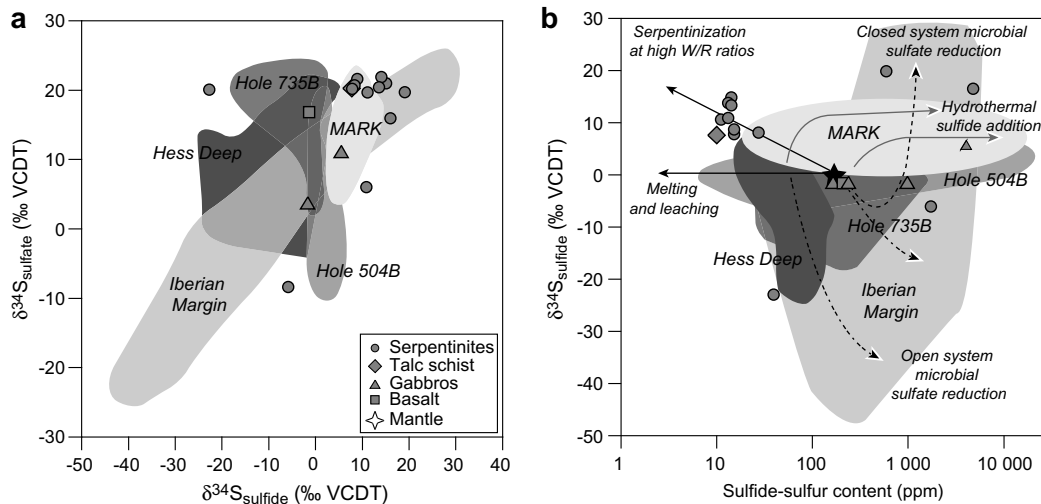 a
δ³⁴Ssulfate (‰ VCDT)
30
20
10
0
-10
-20
-30
Hole 735B
MARK
Hess Deep
Hole 504B
Iberian
Margin
Serpentinites
Talc schist
Gabbros
Basalt
Mantle
-50
-40
-30
-20
-10
0
10
20
30
40
δ³⁴Ssulfide (‰ VCDT)
b
δ³⁴Ssulfide (‰ VCDT)
30
20
10
0
-10
-20
-30
-40
-50
Serpentinization
at high W/R ratios
Closed system microbial
sulfate reduction
MARK
Hydrothermal
sulfide addition
Melting
and leaching
Hole 504B
Hole 735B
Hess Deep
Iberian
Margin
Open system
microbial
sulfate reduction
1
10
100
1 000
10 000
Sulfide-sulfur content (ppm)